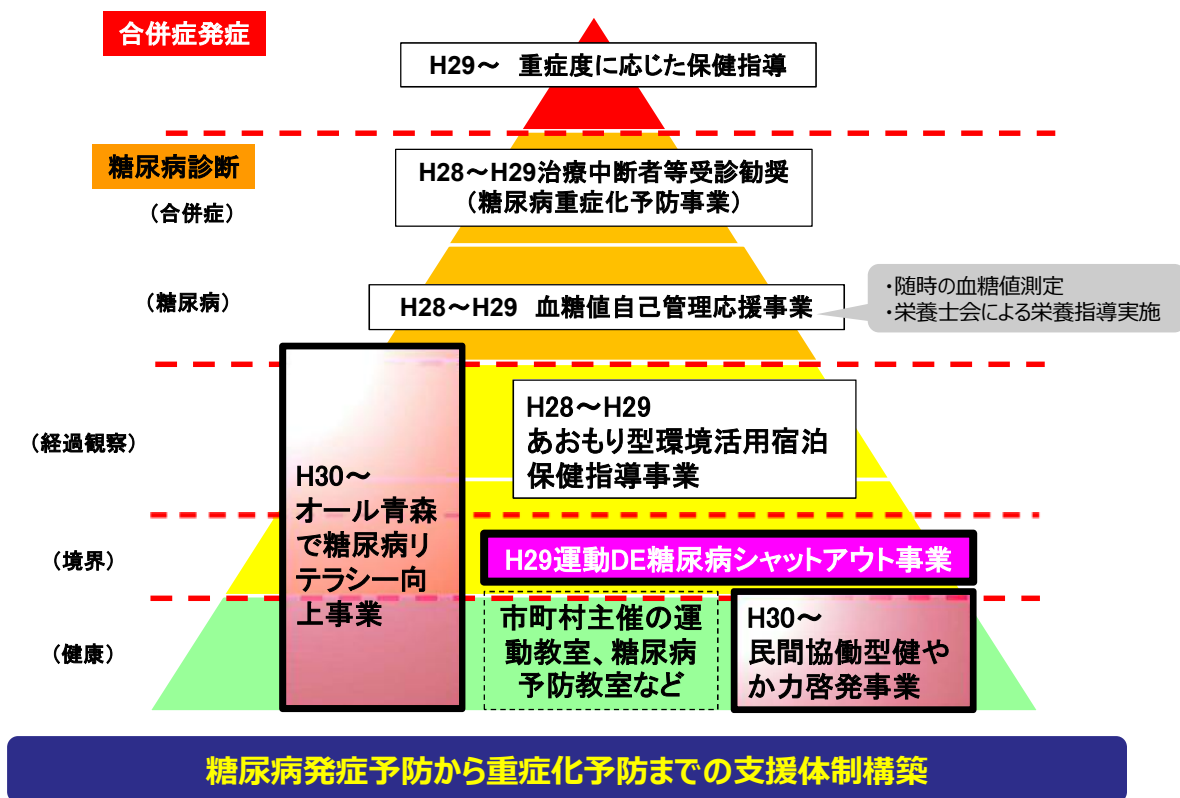 合併症発症
H29～ 重症度に応じた保健指導
糖尿病診断
（合併症）
H28～H29治療中断者等受診勧奨
（糖尿病重症化予防事業）
（糖尿病）
H28～H29 血糖値自己管理応援事業
・随時の血糖値測定
・栄養士会による栄養指導実施
（経過観察）
H28～H29
あおもり型環境活用宿泊
保健指導事業
H30～
オール青森
で糖尿病リ
テラシー向
上事業
（境界）
H29運動DE糖尿病シャットアウト事業
（健康）
市町村主催の運
動教室、糖尿病
予防教室など
H30～
民間協働型健や
か力啓発事業
糖尿病発症予防から重症化予防までの支援体制構築